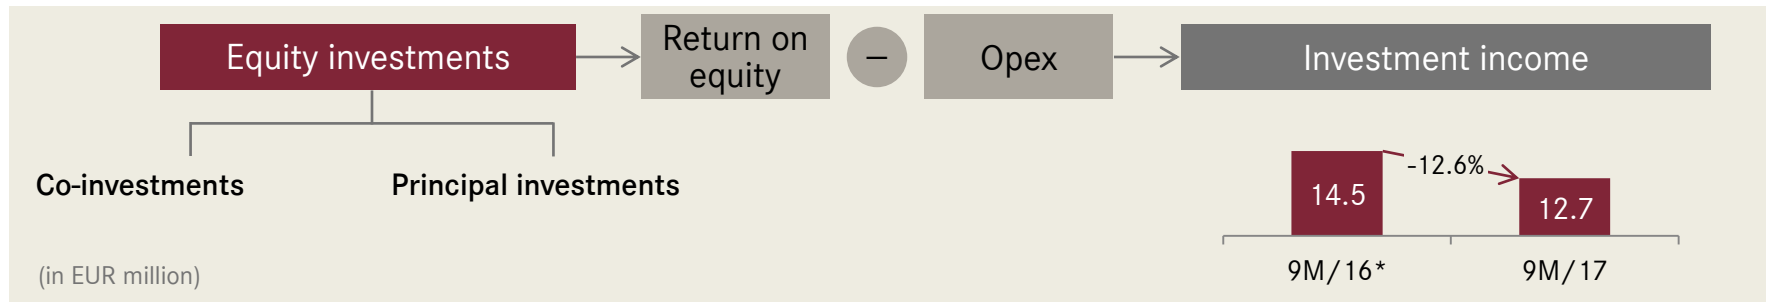 Equity investments
Return on
equity
–
Opex
Investment income
Co-investments
Principal investments
-12.6%
14.5
12.7
9M/16*
9M/17
(in EUR million)